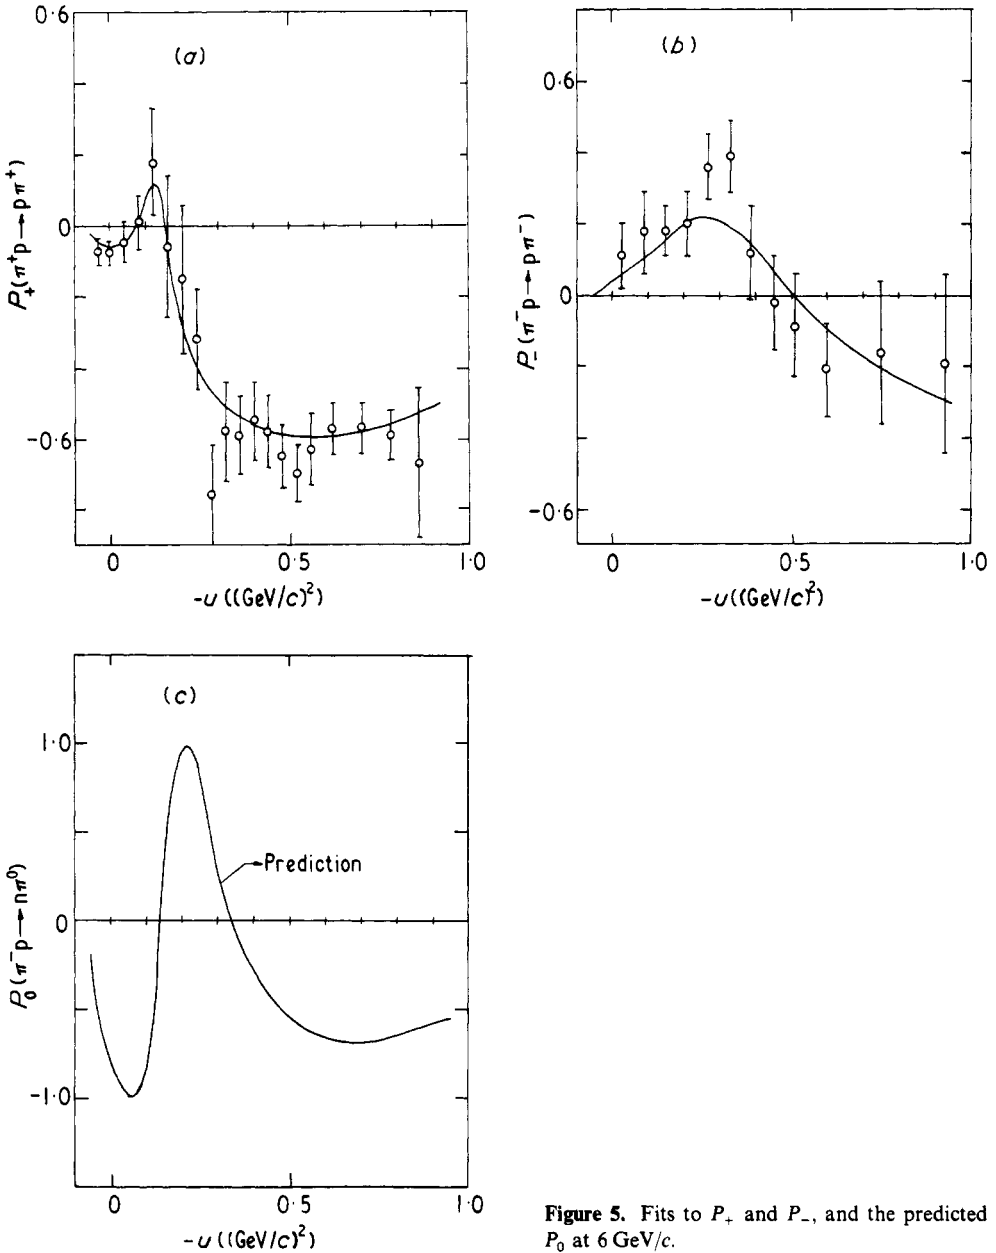 (a)
0·6
0
-0·6
P₊(π⁺p→pπ⁺)
0 0·5 1·0
-u ((GeV/c)²)
(b)
0·6
0
-0·6
P₋(π⁻p→pπ⁻)
0 0·5 1·0
-u ((GeV/c)²)
(c)
1·0
0
-1·0
P₀(π⁻p→nπ⁰)
Prediction
0 0·5 1·0
-u ((GeV/c)²)
Figure 5. Fits to P₊ and P₋, and the predicted
P₀ at 6 GeV/c.